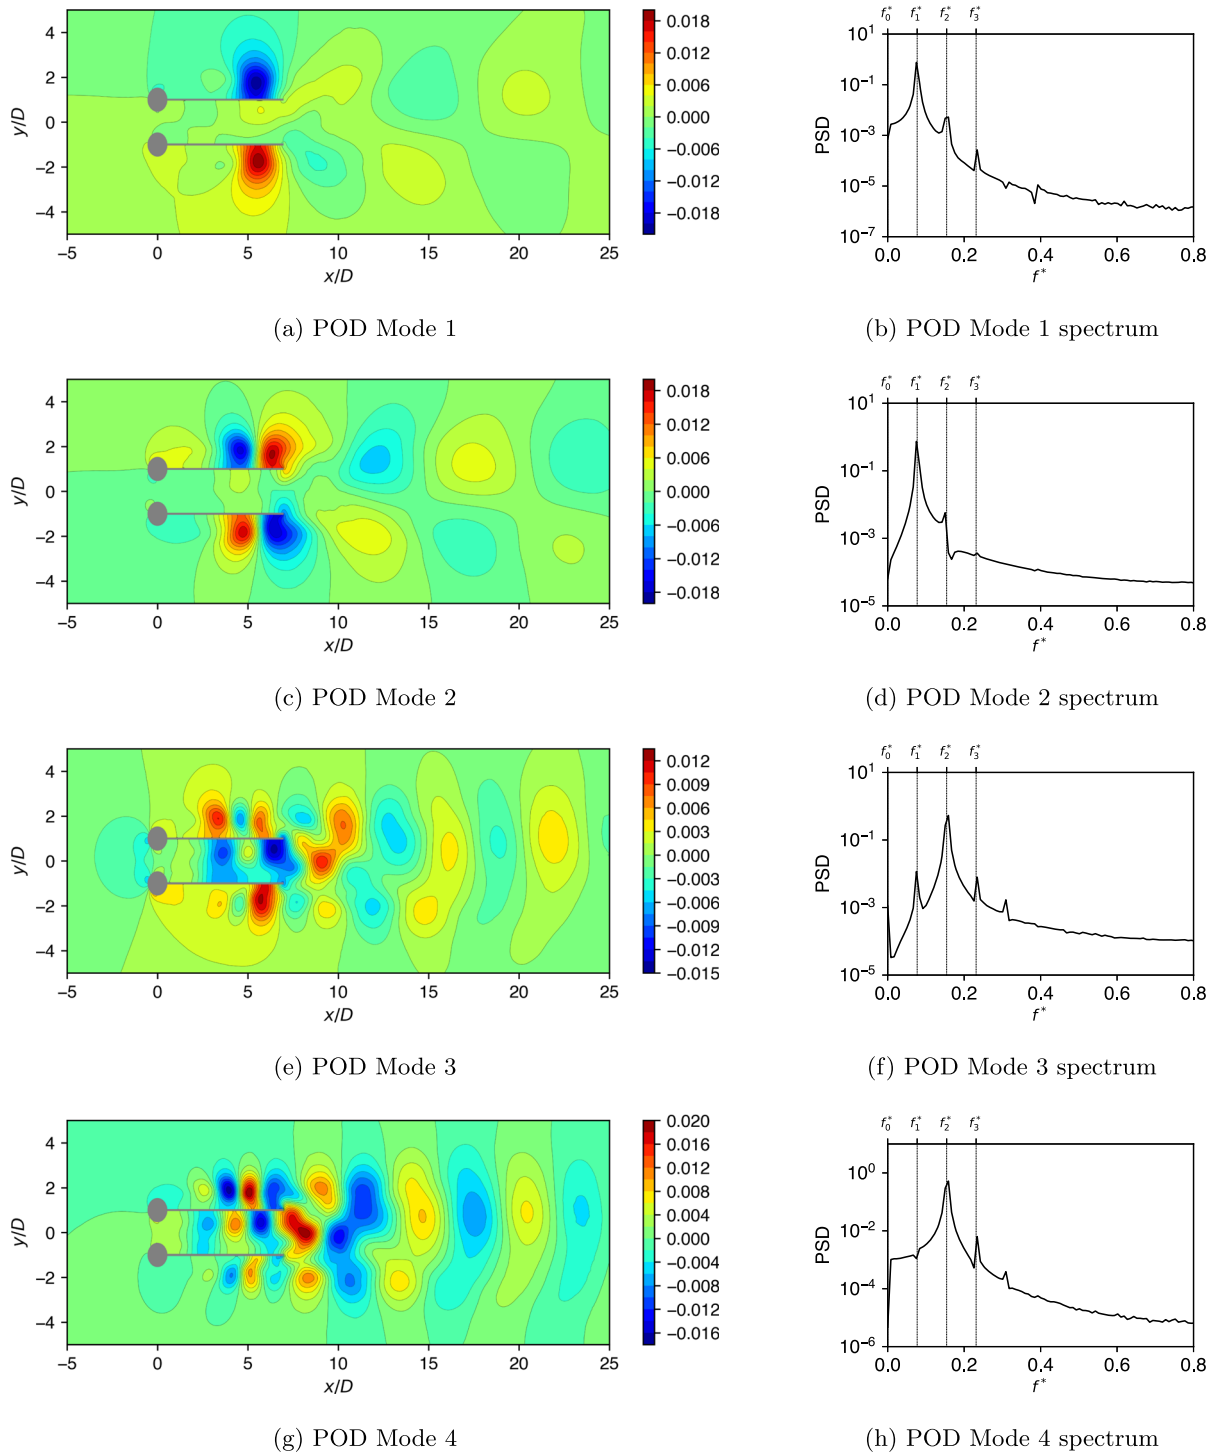 f₀* f₁* f₂* f₃*
4
2
0
−2
−4
y/D
−5 0 5 10 15 20 25
x/D
0.018
0.012
0.006
0.000
−0.006
−0.012
−0.018
10¹
10⁻¹
10⁻³
10⁻⁵
10⁻⁷
PSD
0.0 0.2 0.4 0.6 0.8
f*
(a) POD Mode 1
(b) POD Mode 1 spectrum
f₀* f₁* f₂* f₃*
4
2
0
−2
−4
y/D
−5 0 5 10 15 20 25
x/D
0.018
0.012
0.006
0.000
−0.006
−0.012
−0.018
10¹
10⁻¹
10⁻³
10⁻⁵
PSD
0.0 0.2 0.4 0.6 0.8
f*
(c) POD Mode 2
(d) POD Mode 2 spectrum
f₀* f₁* f₂* f₃*
4
2
0
−2
−4
y/D
−5 0 5 10 15 20 25
x/D
0.012
0.009
0.006
0.003
0.000
−0.003
−0.006
−0.009
−0.012
−0.015
10¹
10⁻¹
10⁻³
10⁻⁵
PSD
0.0 0.2 0.4 0.6 0.8
f*
(e) POD Mode 3
(f) POD Mode 3 spectrum
f₀* f₁* f₂* f₃*
4
2
0
−2
−4
y/D
−5 0 5 10 15 20 25
x/D
0.020
0.016
0.012
0.008
0.004
0.000
−0.004
−0.008
−0.012
−0.016
10⁰
10⁻²
10⁻⁴
10⁻⁶
PSD
0.0 0.2 0.4 0.6 0.8
f*
(g) POD Mode 4
(h) POD Mode 4 spectrum